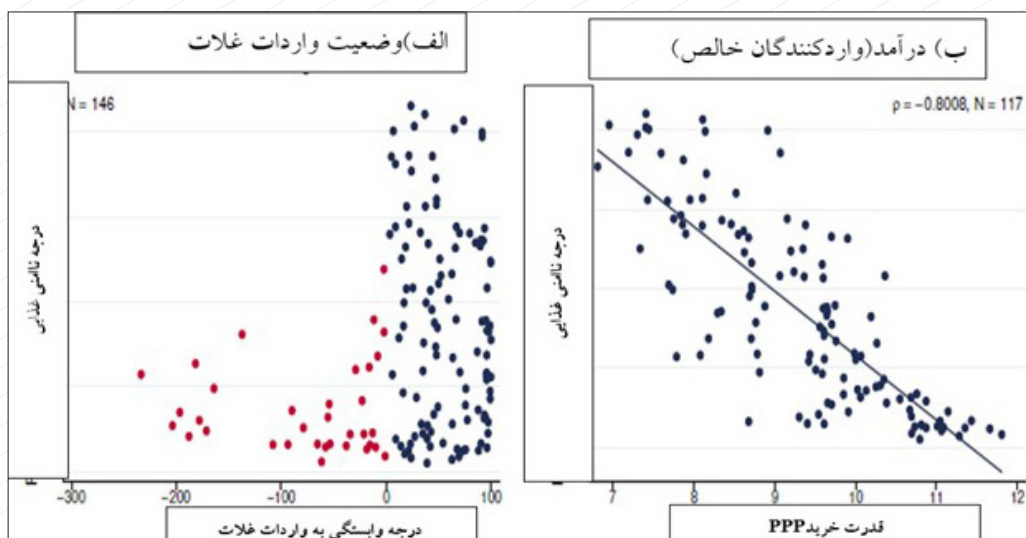 الف)وضعیت واردات غلات
ب) درآمد(واردکنندگان خالص)
N = 146
ρ = −0.8008, N = 117
درجه ناامنی غذایی
درجه ناامنی غذایی
−300 −200 −100 0 100
7 8 9 10 11 12
درجه وابستگی به واردات غلات
قدرت خریدPPP